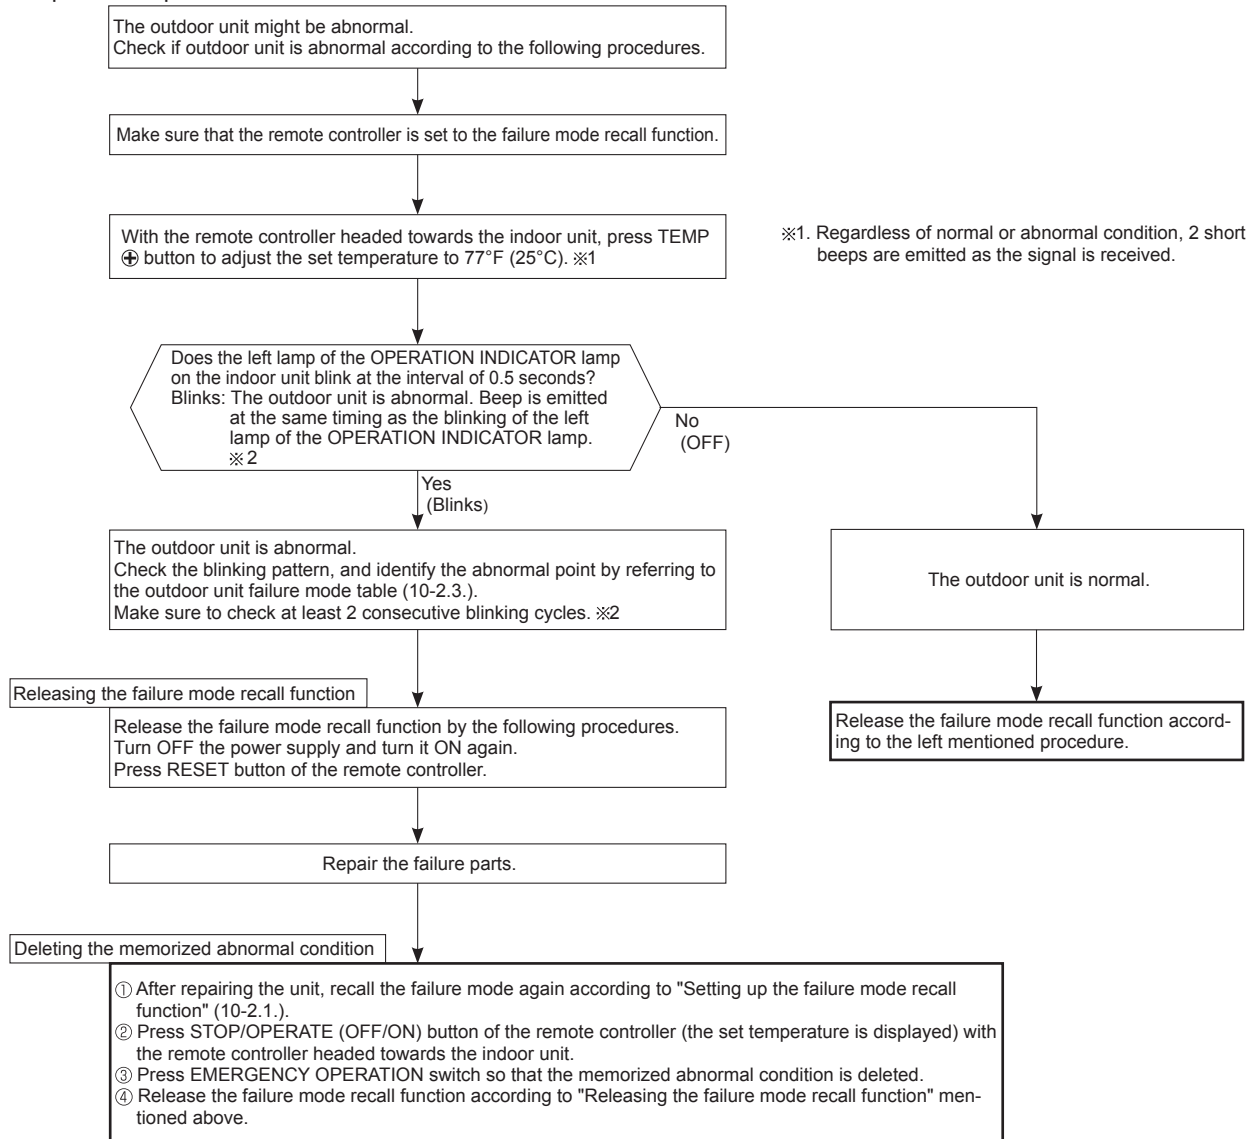 The outdoor unit might be abnormal.
Check if outdoor unit is abnormal according to the following procedures.
Make sure that the remote controller is set to the failure mode recall function.
With the remote controller headed towards the indoor unit, press TEMP
⊕ button to adjust the set temperature to 77°F (25°C). ※1
※1. Regardless of normal or abnormal condition, 2 short
beeps are emitted as the signal is received.
Does the left lamp of the OPERATION INDICATOR lamp
on the indoor unit blink at the interval of 0.5 seconds?
Blinks: The outdoor unit is abnormal. Beep is emitted
at the same timing as the blinking of the left
lamp of the OPERATION INDICATOR lamp.
※2
No
(OFF)
Yes
(Blinks)
The outdoor unit is abnormal.
Check the blinking pattern, and identify the abnormal point by referring to
the outdoor unit failure mode table (10-2.3.).
Make sure to check at least 2 consecutive blinking cycles. ※2
The outdoor unit is normal.
Releasing the failure mode recall function
Release the failure mode recall function by the following procedures.
Turn OFF the power supply and turn it ON again.
Press RESET button of the remote controller.
Release the failure mode recall function accord-
ing to the left mentioned procedure.
Repair the failure parts.
Deleting the memorized abnormal condition
① After repairing the unit, recall the failure mode again according to "Setting up the failure mode recall
function" (10-2.1.).
② Press STOP/OPERATE (OFF/ON) button of the remote controller (the set temperature is displayed) with
the remote controller headed towards the indoor unit.
③ Press EMERGENCY OPERATION switch so that the memorized abnormal condition is deleted.
④ Release the failure mode recall function according to "Releasing the failure mode recall function" men-
tioned above.